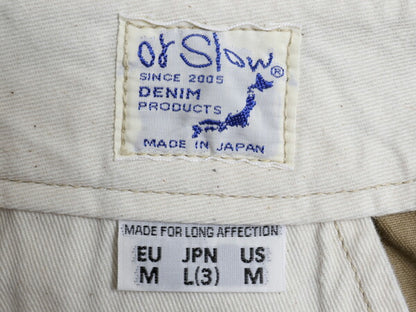 or Slow
®
SINCE 2005
DENIM
PRODUCTS
MADE IN JAPAN
MADE FOR LONG AFFECTION
EU JPN US
M L(3) M